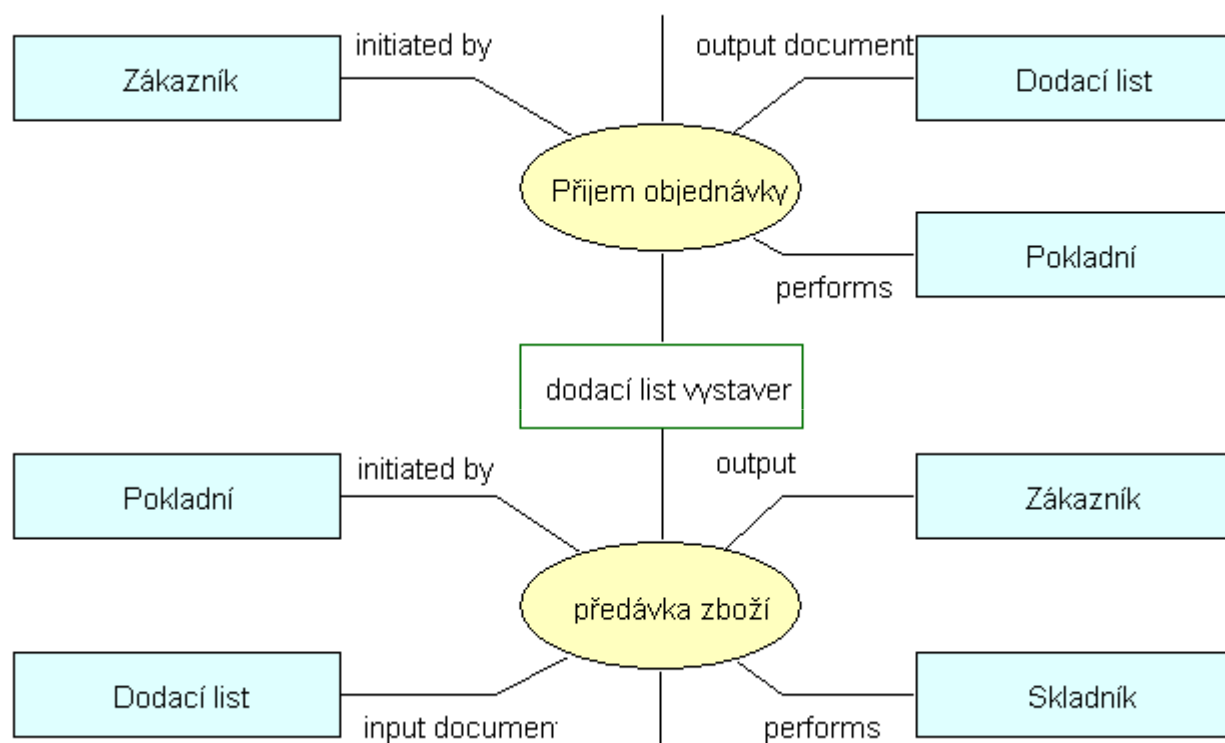 initiated by
output document
Zákazník
Dodací list
Přijem objednávky
Pokladní
performs
dodací list vystaver
initiated by
output
Pokladní
Zákazník
předávka zboží
Dodací list
Skladník
input documen
performs